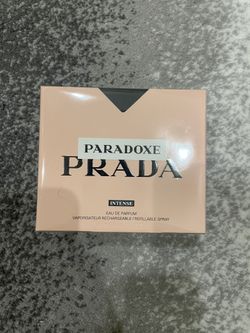 PARADOXE
PRADA
INTENSE
EAU DE PARFUM
VAPORISATEUR RECHARGEABLE / REFILLABLE SPRAY